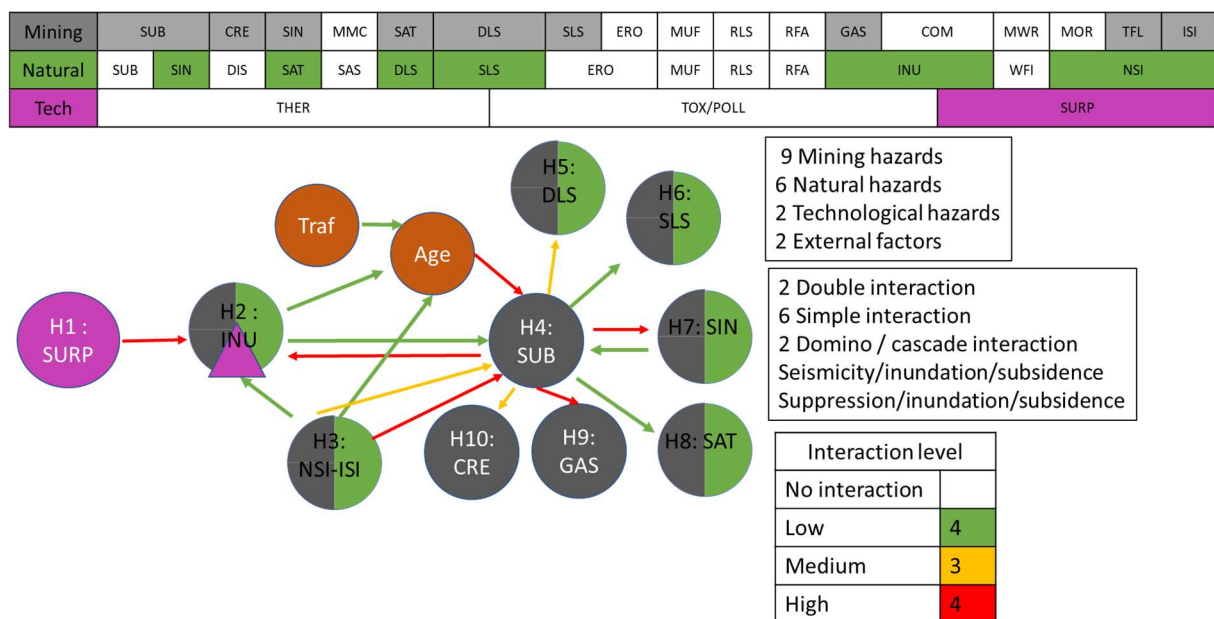 Mining SUB CRE SIN MMC SAT DLS SLS ERO MUF RLS RFA GAS COM MWR MOR TFL ISI
Natural SUB SIN DIS SAT SAS DLS SLS ERO MUF RLS RFA INU WFI NSI
Tech THER TOX/POLL SURP
H5:
DLS
H6:
SLS
Traf
Age
H1 :
SURP
H2 :
INU
H4:
SUB
H7: SIN
H3:
NSI-ISI
H10:
CRE
H9:
GAS
H8: SAT
9 Mining hazards
6 Natural hazards
2 Technological hazards
2 External factors
2 Double interaction
6 Simple interaction
2 Domino / cascade interaction
Seismicity/inundation/subsidence
Suppression/inundation/subsidence
Interaction level
No interaction
Low 4
Medium 3
High 4